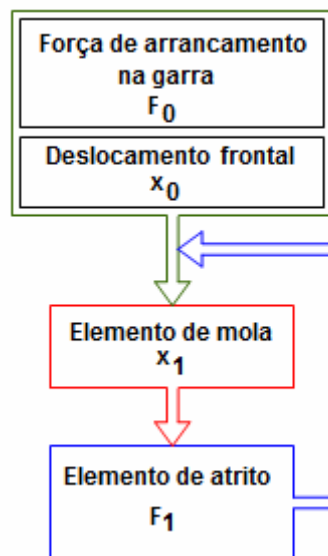 Força de arrancamento
na garra
F0
Deslocamento frontal
x0
Elemento de mola
x1
Elemento de atrito
F1